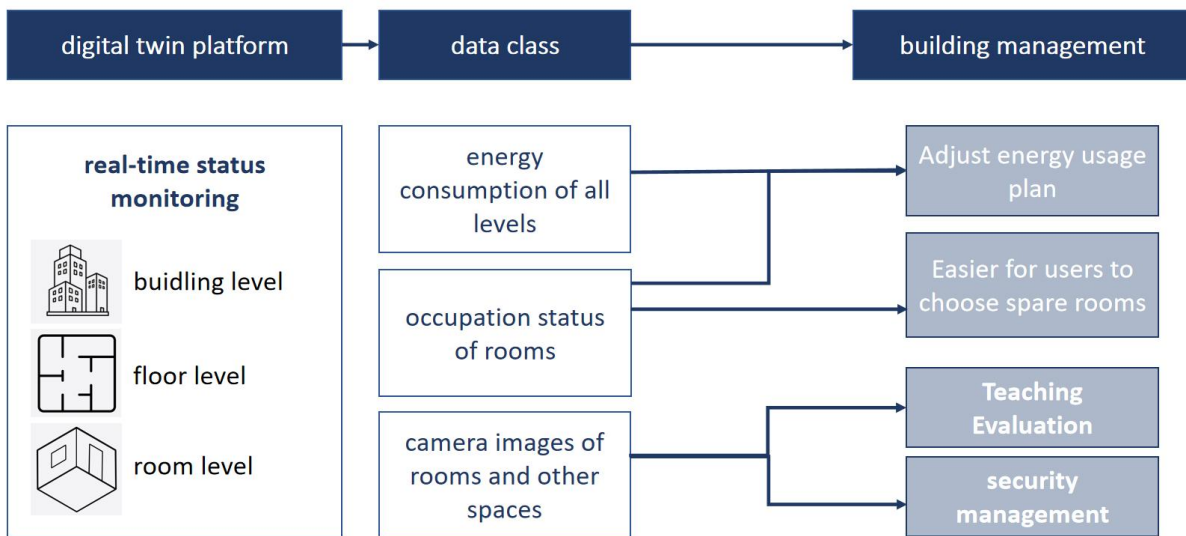 digital twin platform
data class
building management
real-time status
monitoring
buidling level
floor level
room level
energy
consumption of all
levels
occupation status
of rooms
camera images of
rooms and other
spaces
Adjust energy usage
plan
Easier for users to
choose spare rooms
Teaching
Evaluation
security
management